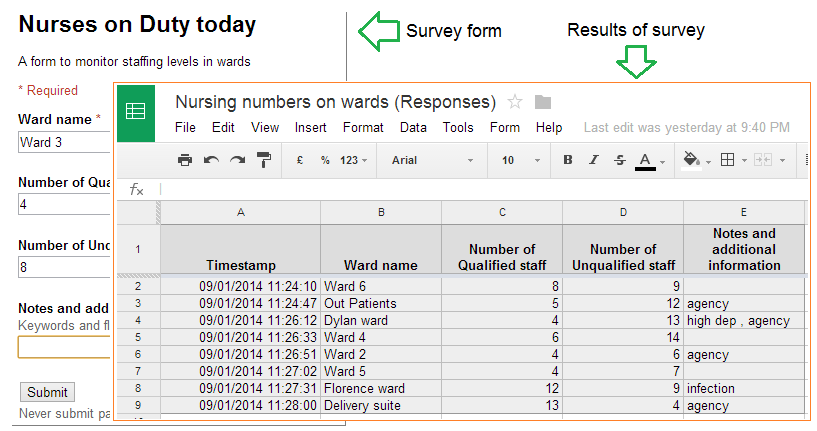 Nurses on Duty today
Survey form
Results of survey
A form to monitor staffing levels in wards
* Required
Ward name *
Ward 3
Number of Qua
4
Number of Unq
8
Notes and add
Keywords and fl
Submit
Never submit pa
Nursing numbers on wards (Responses)
File Edit View Insert Format Data Tools Form Help Last edit was yesterday at 9:40 PM
£ % 123 Arial 10 B I S A
fx
A B C D E
1 Timestamp Ward name Number of Qualified staff Number of Unqualified staff Notes and additional information
2 09/01/2014 11:24:10 Ward 6 8 9
3 09/01/2014 11:24:47 Out Patients 5 12 agency
4 09/01/2014 11:26:12 Dylan ward 4 13 high dep , agency
5 09/01/2014 11:26:33 Ward 4 6 14
6 09/01/2014 11:26:51 Ward 2 4 6 agency
7 09/01/2014 11:27:02 Ward 5 4 7
8 09/01/2014 11:27:31 Florence ward 12 9 infection
9 09/01/2014 11:28:00 Delivery suite 13 4 agency